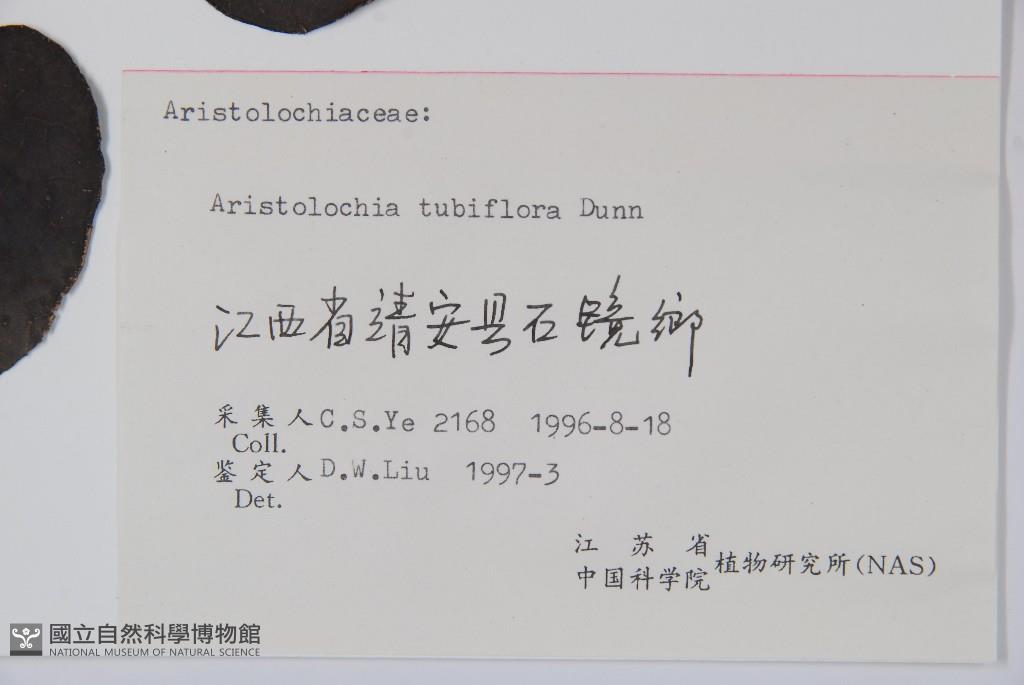 Aristolochiaceae:
Aristolochia tubiflora Dunn
江西省靖安县石镜鄉
采集人 C.S.Ye 2168 1996-8-18
Coll.
鉴定人 D.W.Liu 1997-3
Det.
江苏省
中国科学院 植物研究所(NAS)
國立自然科學博物館
NATIONAL MUSEUM OF NATURAL SCIENCE